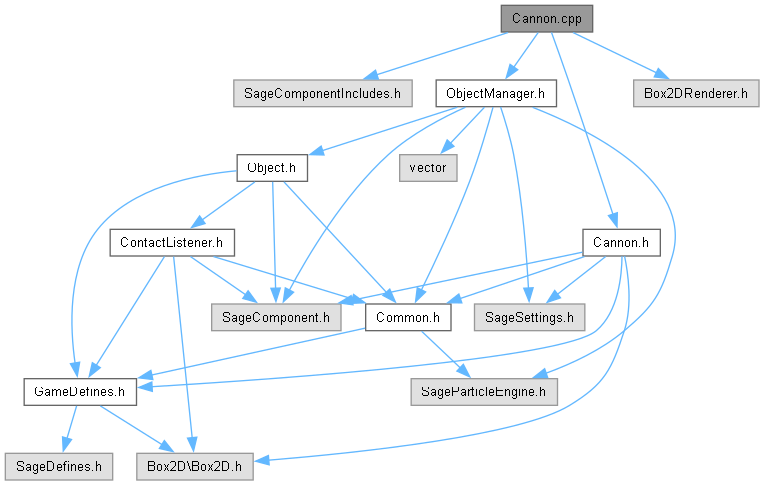 Cannon.cpp
SageComponentIncludes.h
ObjectManager.h
Box2DRenderer.h
Object.h
vector
ContactListener.h
Cannon.h
SageComponent.h
Common.h
SageSettings.h
GameDefines.h
SageParticleEngine.h
SageDefines.h
Box2D\Box2D.h